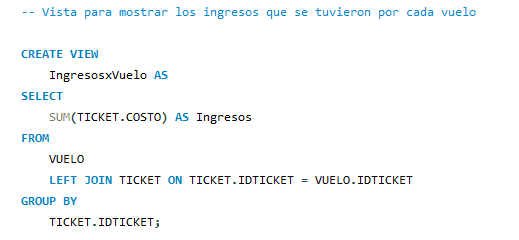 -- Vista para mostrar los ingresos que se tuvieron por cada vuelo
CREATE VIEW
IngresosxVuelo AS
SELECT
SUM(TICKET.COSTO) AS Ingresos
FROM
VUELO
LEFT JOIN TICKET ON TICKET.IDTICKET = VUELO.IDTICKET
GROUP BY
TICKET.IDTICKET;